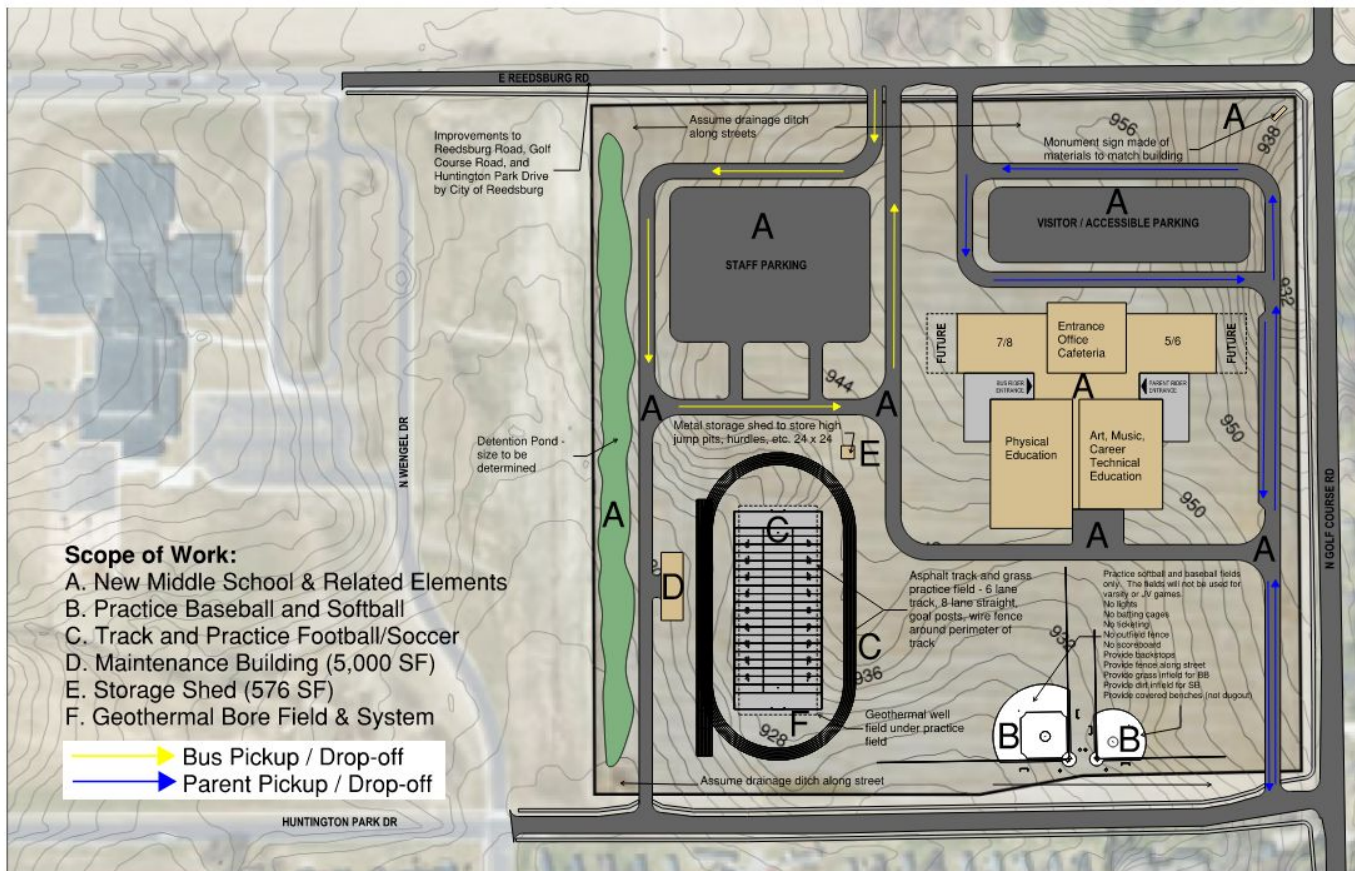 E REEDSBURG RD
Improvements to
Reedsburg Road, Golf
Course Road, and
Huntington Park Drive
by City of Reedsburg
Assume drainage ditch
along streets
956
A
938
Monument sign made of
materials to match building
A
STAFF PARKING
A
VISITOR / ACCESSIBLE PARKING
932
FUTURE
7/8
Entrance
Office
Cafeteria
5/6
FUTURE
944
BUS RIDER
ENTRANCE
A
PARENT RIDER
ENTRANCE
A
A
950
Metal storage shed to store high
jump pits, hurdles, etc. 24 x 24
E
Detention Pond -
size to be
determined
N WENGEL DR
Physical
Education
Art, Music,
Career
Technical
Education
950
N GOLF COURSE RD
A
C
A
A
Scope of Work:
A. New Middle School & Related Elements
B. Practice Baseball and Softball
C. Track and Practice Football/Soccer
D. Maintenance Building (5,000 SF)
E. Storage Shed (576 SF)
F. Geothermal Bore Field & System
Bus Pickup / Drop-off
Parent Pickup / Drop-off
D
Asphalt track and grass
practice field - 6 lane
track, 8 lane straight,
goal posts, wire fence
around perimeter of
track
C
936
Practice softball and baseball fields
only. The fields will not be used for
varsity or JV games.
No lights
No batting cages
No ticketing
No outfield fence
No scoreboard
Provide backstops
Provide fence along street
Provide grass infield for BB
Provide dirt infield for SB
Provide covered benches (not dugout)
F
928
Geothermal well
field under practice
field
B
B
Assume drainage ditch along street
HUNTINGTON PARK DR